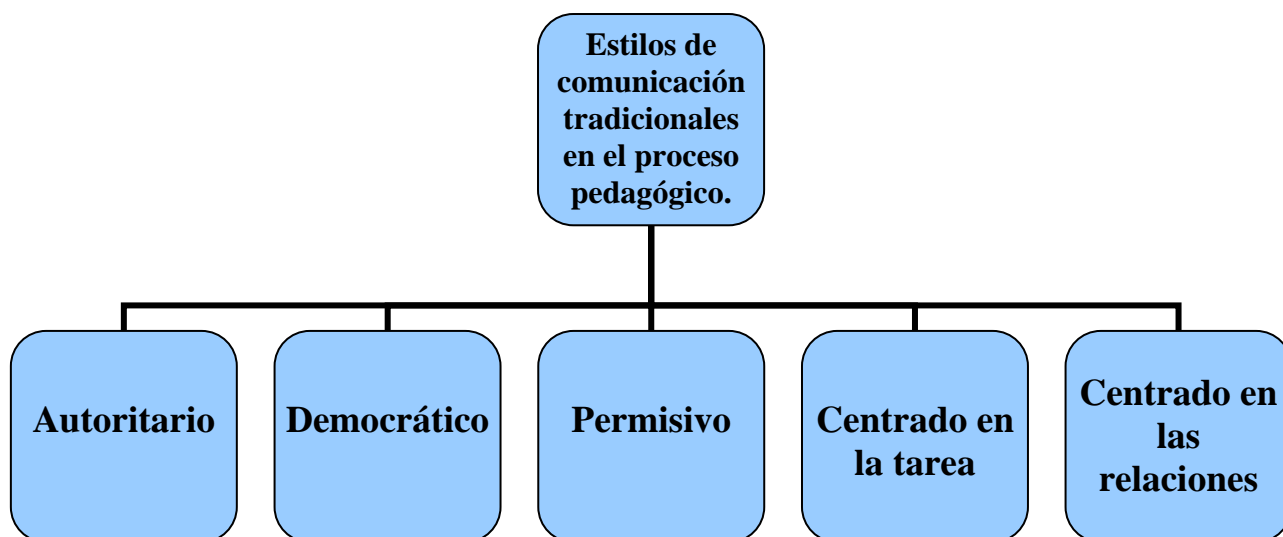 Estilos de
comunicación
tradicionales
en el proceso
pedagógico.
Autoritario
Democrático
Permisivo
Centrado en
la tarea
Centrado en
las
relaciones